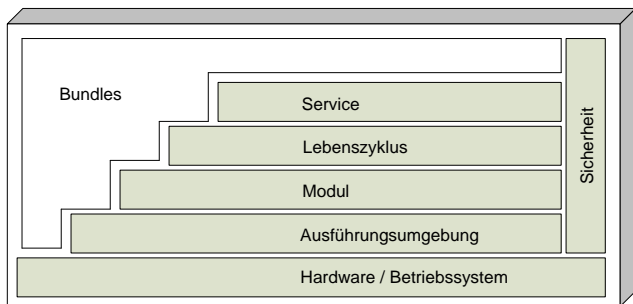 Bundles
Service
Lebenszyklus
Modul
Ausführungsumgebung
Sicherheit
Hardware / Betriebssystem